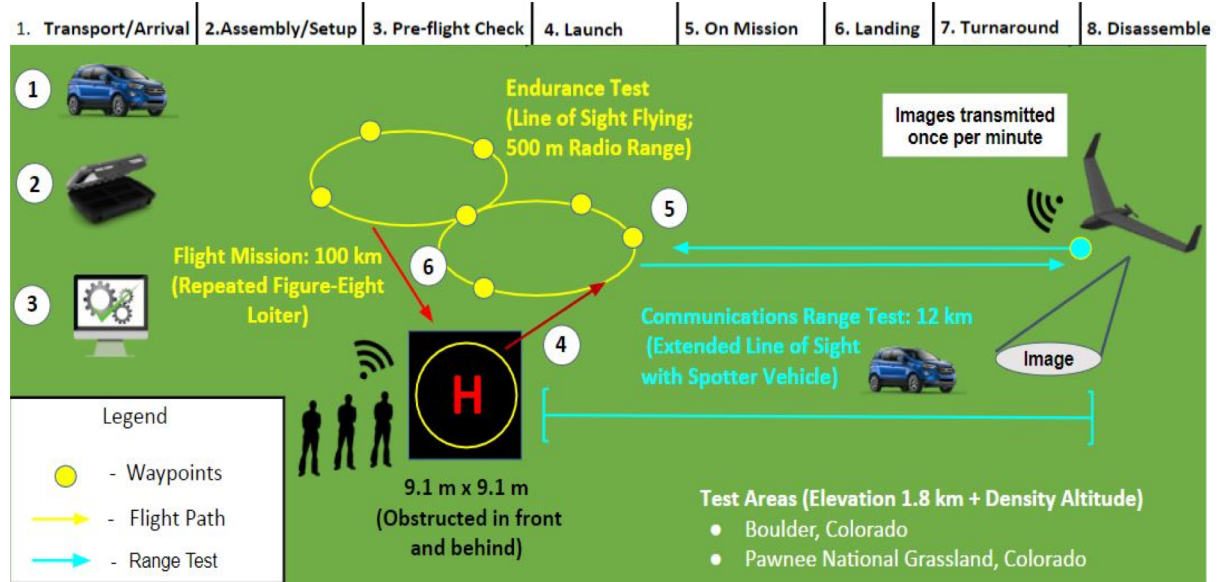 1. Transport/Arrival
2.Assembly/Setup
3. Pre-flight Check
4. Launch
5. On Mission
6. Landing
7. Turnaround
8. Disassemble
1
2
3
Endurance Test
(Line of Sight Flying;
500 m Radio Range)
Images transmitted
once per minute
5
Flight Mission: 100 km
(Repeated Figure-Eight
Loiter)
6
4
Communications Range Test: 12 km
(Extended Line of Sight
with Spotter Vehicle)
Image
H
9.1 m x 9.1 m
(Obstructed in front
and behind)
Legend
- Waypoints
- Flight Path
- Range Test
Test Areas (Elevation 1.8 km + Density Altitude)
● Boulder, Colorado
● Pawnee National Grassland, Colorado